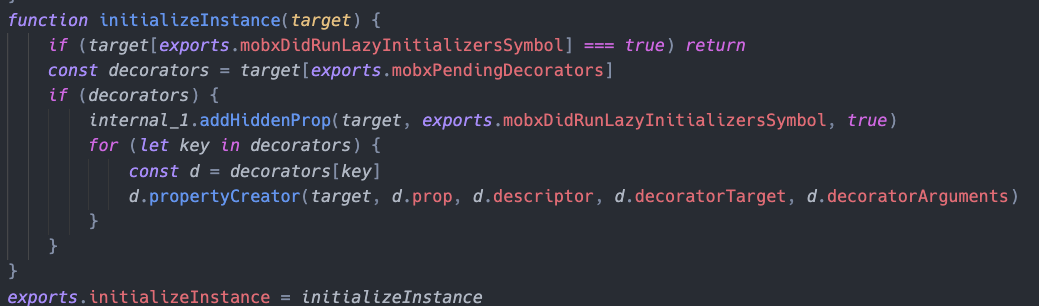 function initializeInstance(target) {
if (target[exports.mobxDidRunLazyInitializersSymbol] === true) return
const decorators = target[exports.mobxPendingDecorators]
if (decorators) {
internal_1.addHiddenProp(target, exports.mobxDidRunLazyInitializersSymbol, true)
for (let key in decorators) {
const d = decorators[key]
d.propertyCreator(target, d.prop, d.descriptor, d.decoratorTarget, d.decoratorArguments)
}
}
}
exports.initializeInstance = initializeInstance